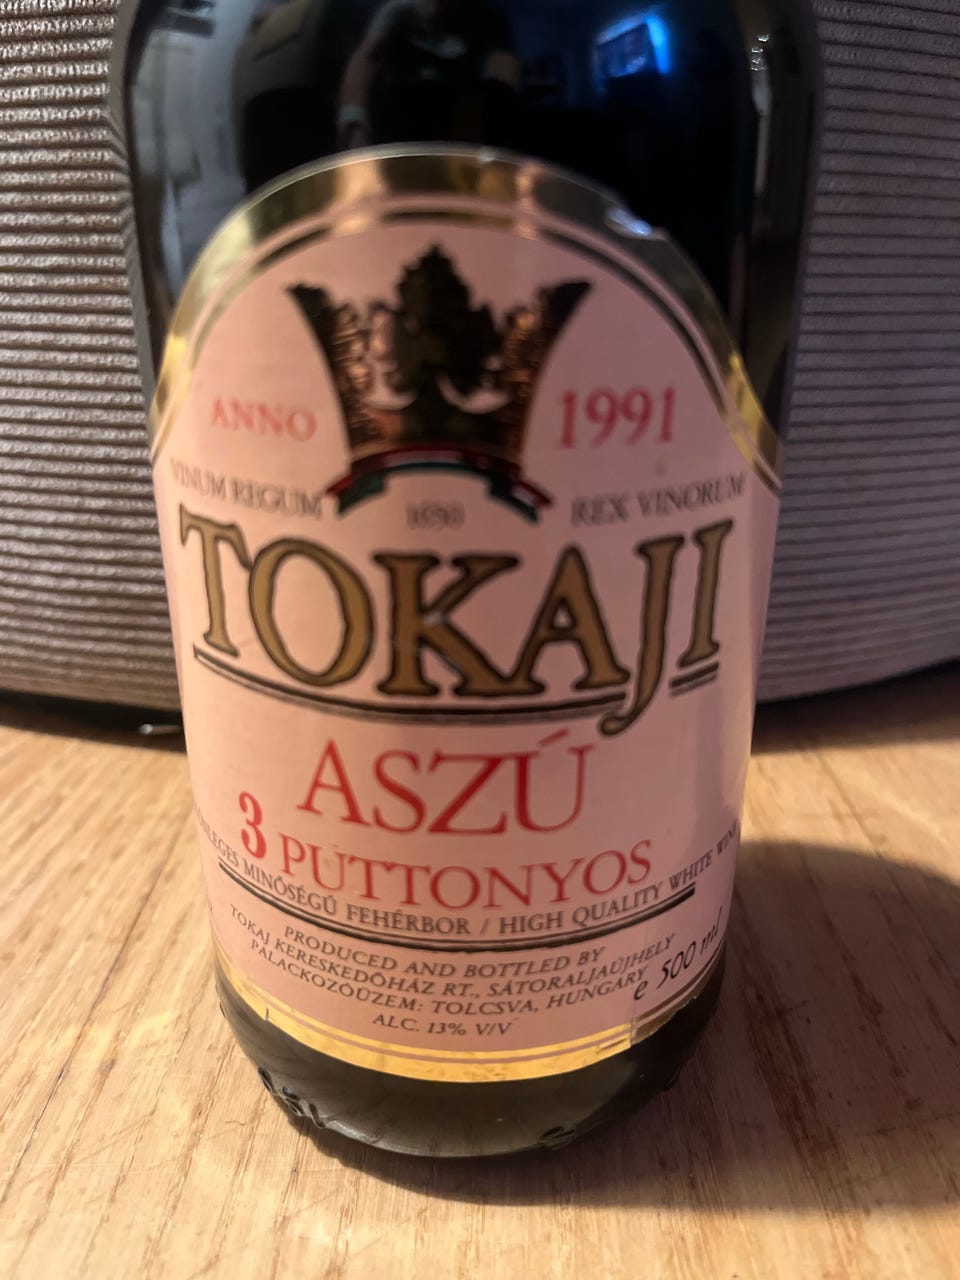 ANNO 1991
VINUM REGUM REX VINORUM
1650
TOKAJI
ASZÚ
3 PUTTONYOS
MINŐSÉGŰ FEHÉRBOR / HIGH QUALITY WHITE WINE
PRODUCED AND BOTTLED BY
TOKAJ KERESKEDŐHÁZ RT., SÁTORALJAÚJHELY
PALACKOZÓÜZEM: TOLCSVA, HUNGARY
e 500 ml
ALC. 13% V/V